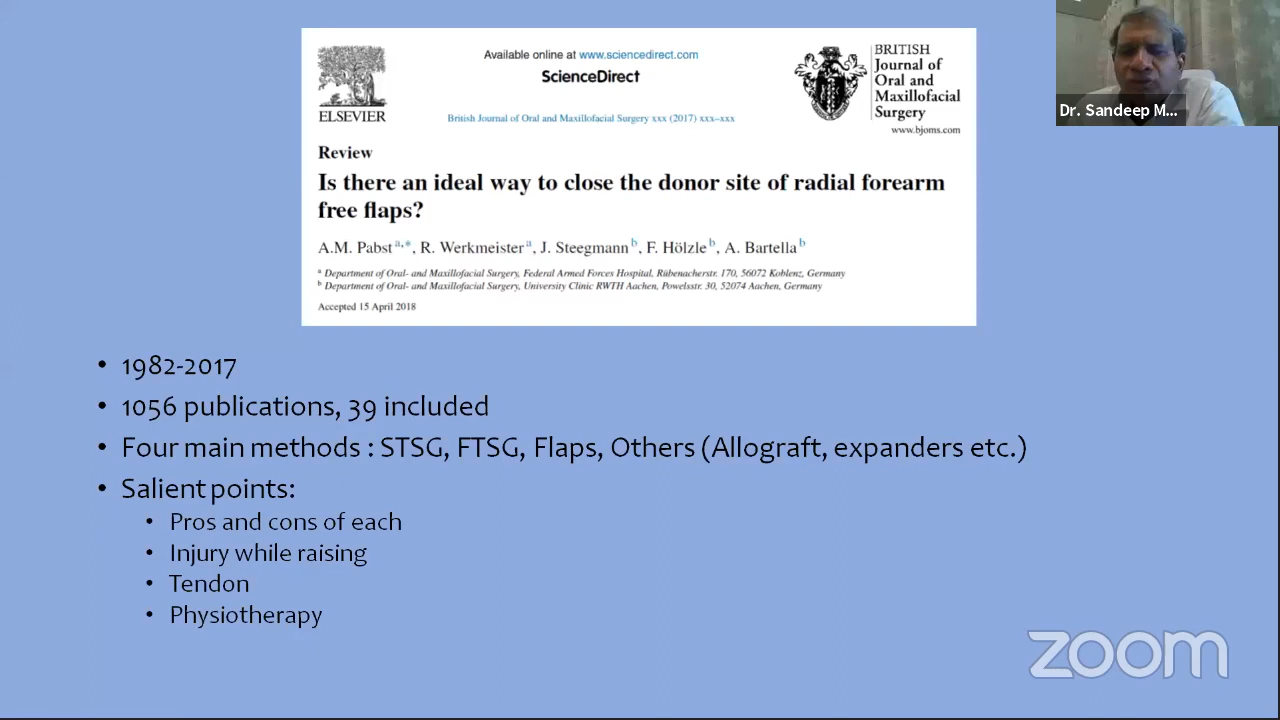 ELSEVIER
Available online at www.sciencedirect.com
ScienceDirect
British Journal of Oral and Maxillofacial Surgery xxx (2017) xxx–xxx
BRITISH
Journal of
Oral and
Maxillofacial
Surgery
www.bjoms.com
Dr. Sandeep M...
Review
Is there an ideal way to close the donor site of radial forearm
free flaps?
A.M. Pabst a,*, R. Werkmeister a, J. Steegmann b, F. Hölzle b, A. Bartella b
a Department of Oral- and Maxillofacial Surgery, Federal Armed Forces Hospital, Rübenacherstr. 170, 56072 Koblenz, Germany
b Department of Oral- and Maxillofacial Surgery, University Clinic RWTH Aachen, Powelsstr. 30, 52074 Aachen, Germany
Accepted 15 April 2018
• 1982-2017
• 1056 publications, 39 included
• Four main methods : STSG, FTSG, Flaps, Others (Allograft, expanders etc.)
• Salient points:
• Pros and cons of each
• Injury while raising
• Tendon
• Physiotherapy
zoom